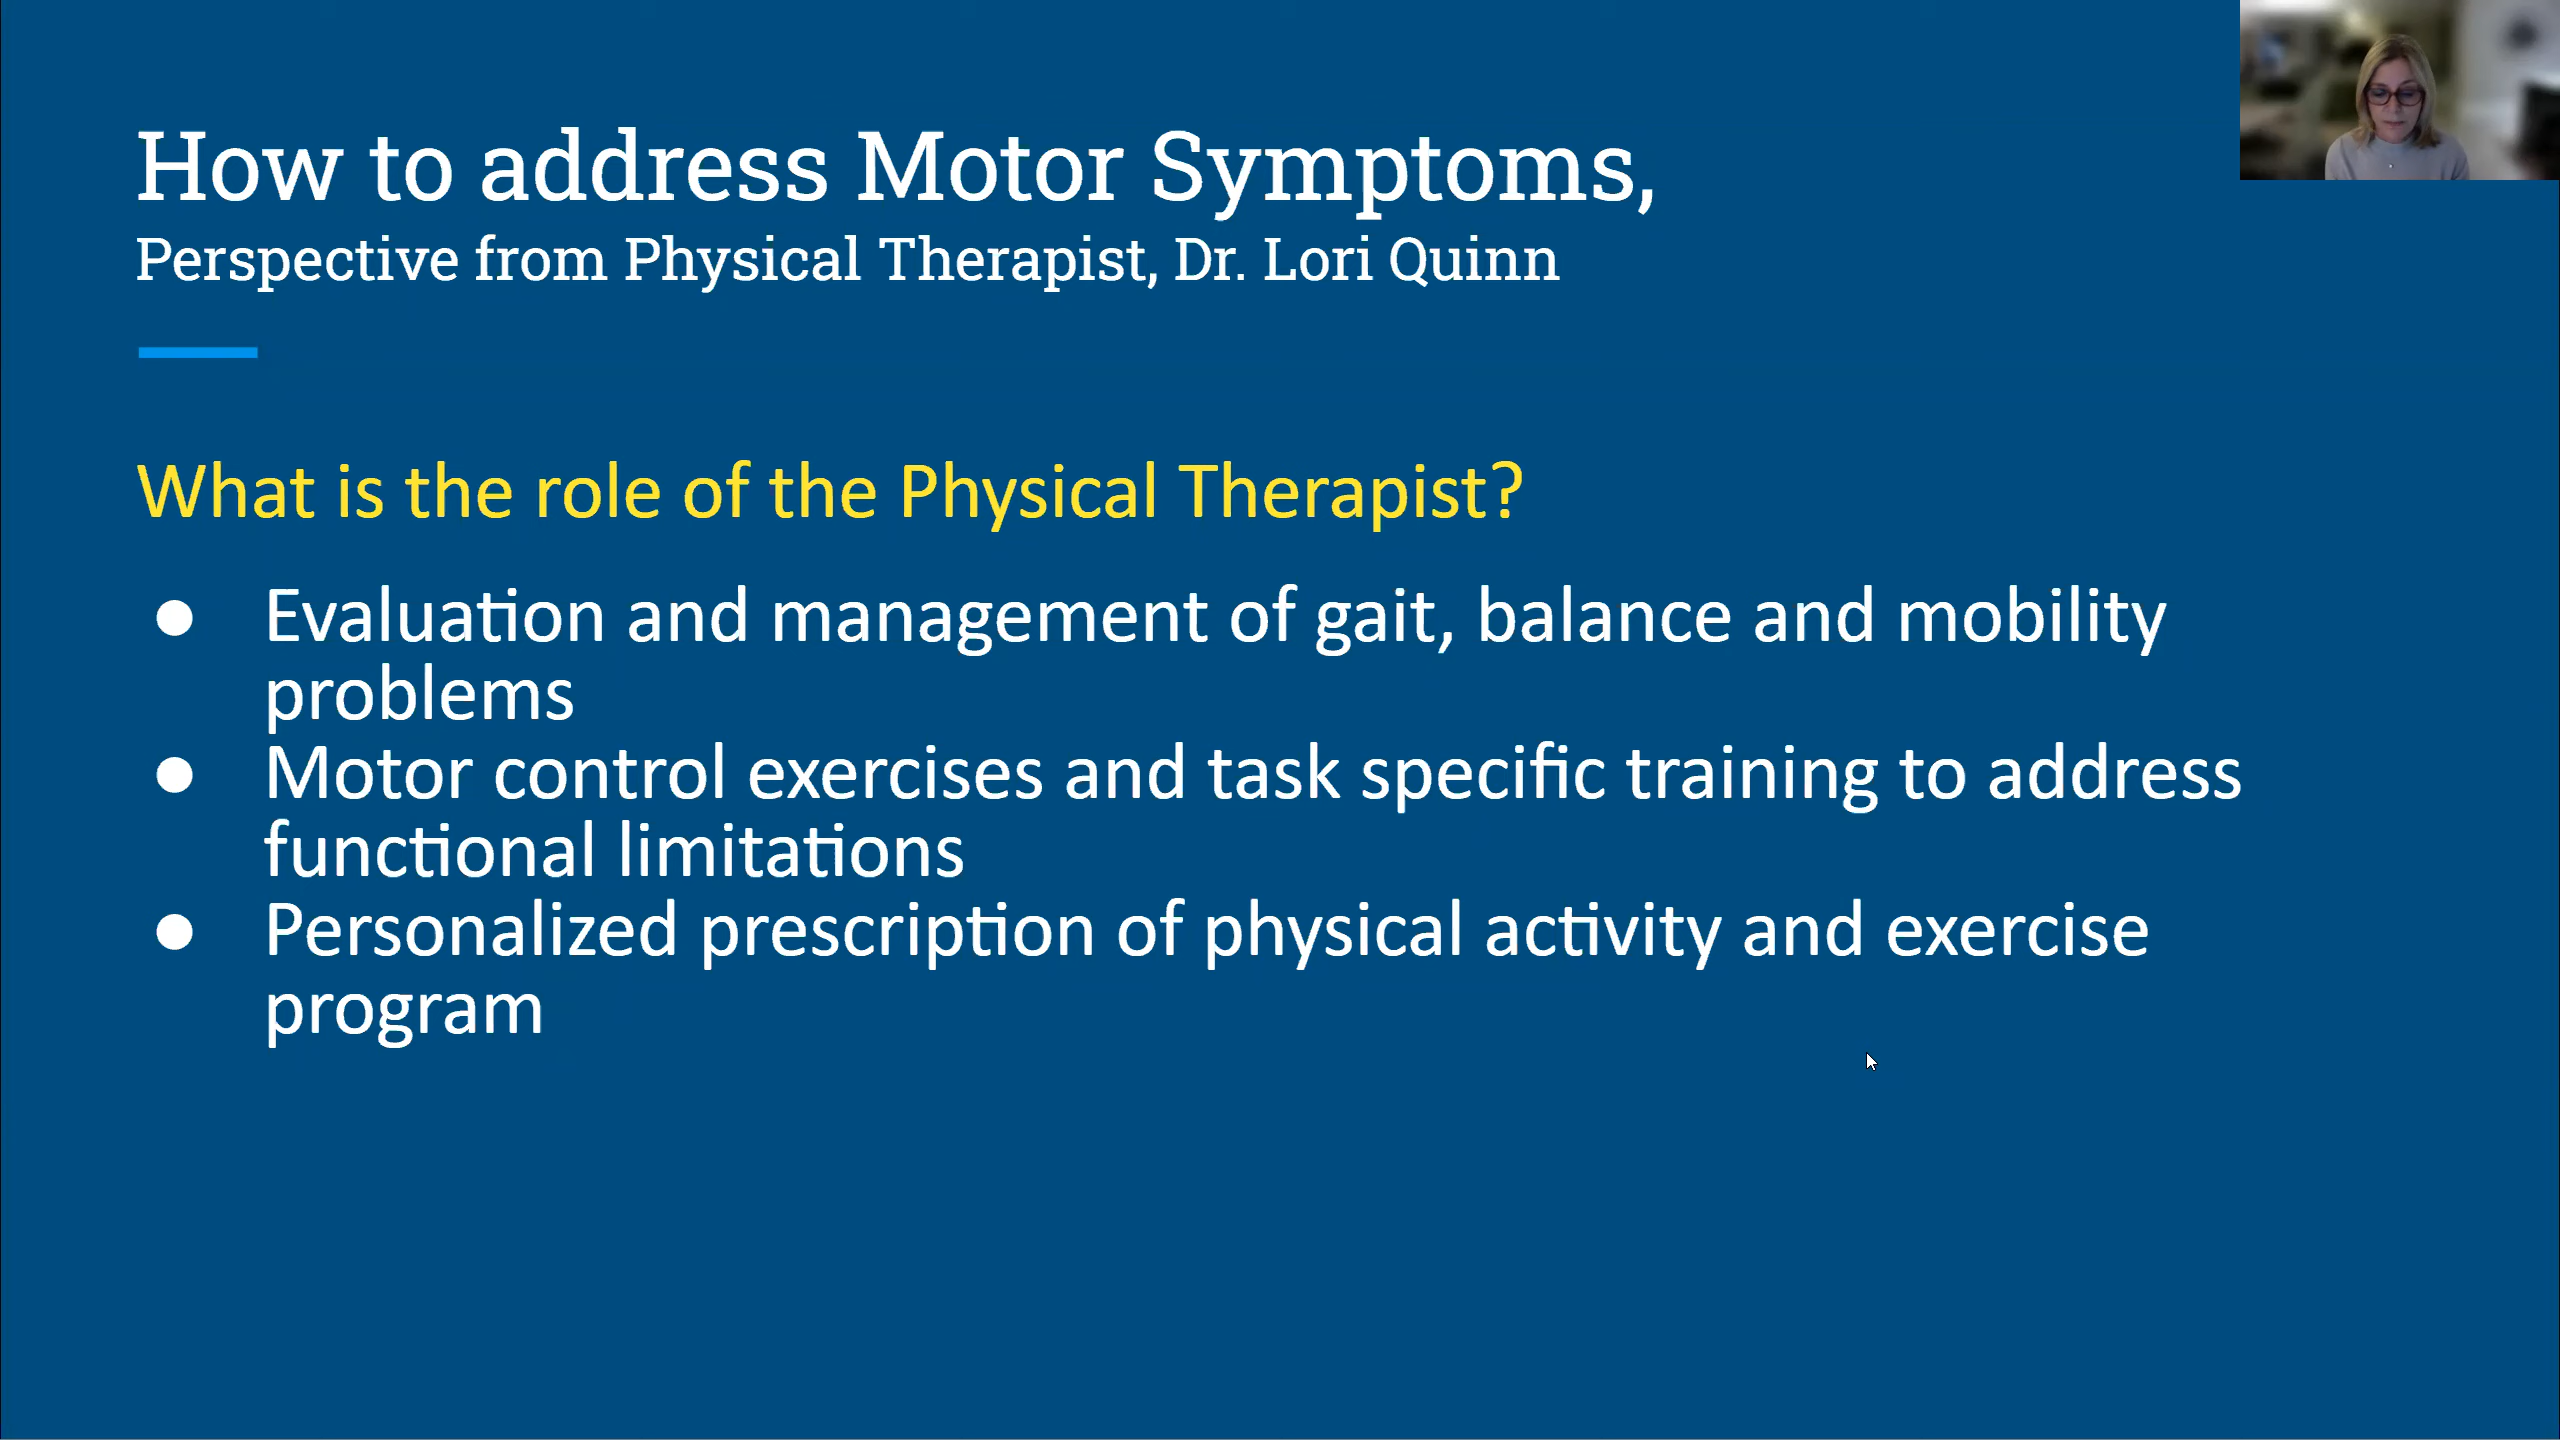 How to address Motor Symptoms,
Perspective from Physical Therapist, Dr. Lori Quinn
What is the role of the Physical Therapist?
● Evaluation and management of gait, balance and mobility
problems
● Motor control exercises and task specific training to address
functional limitations
● Personalized prescription of physical activity and exercise
program